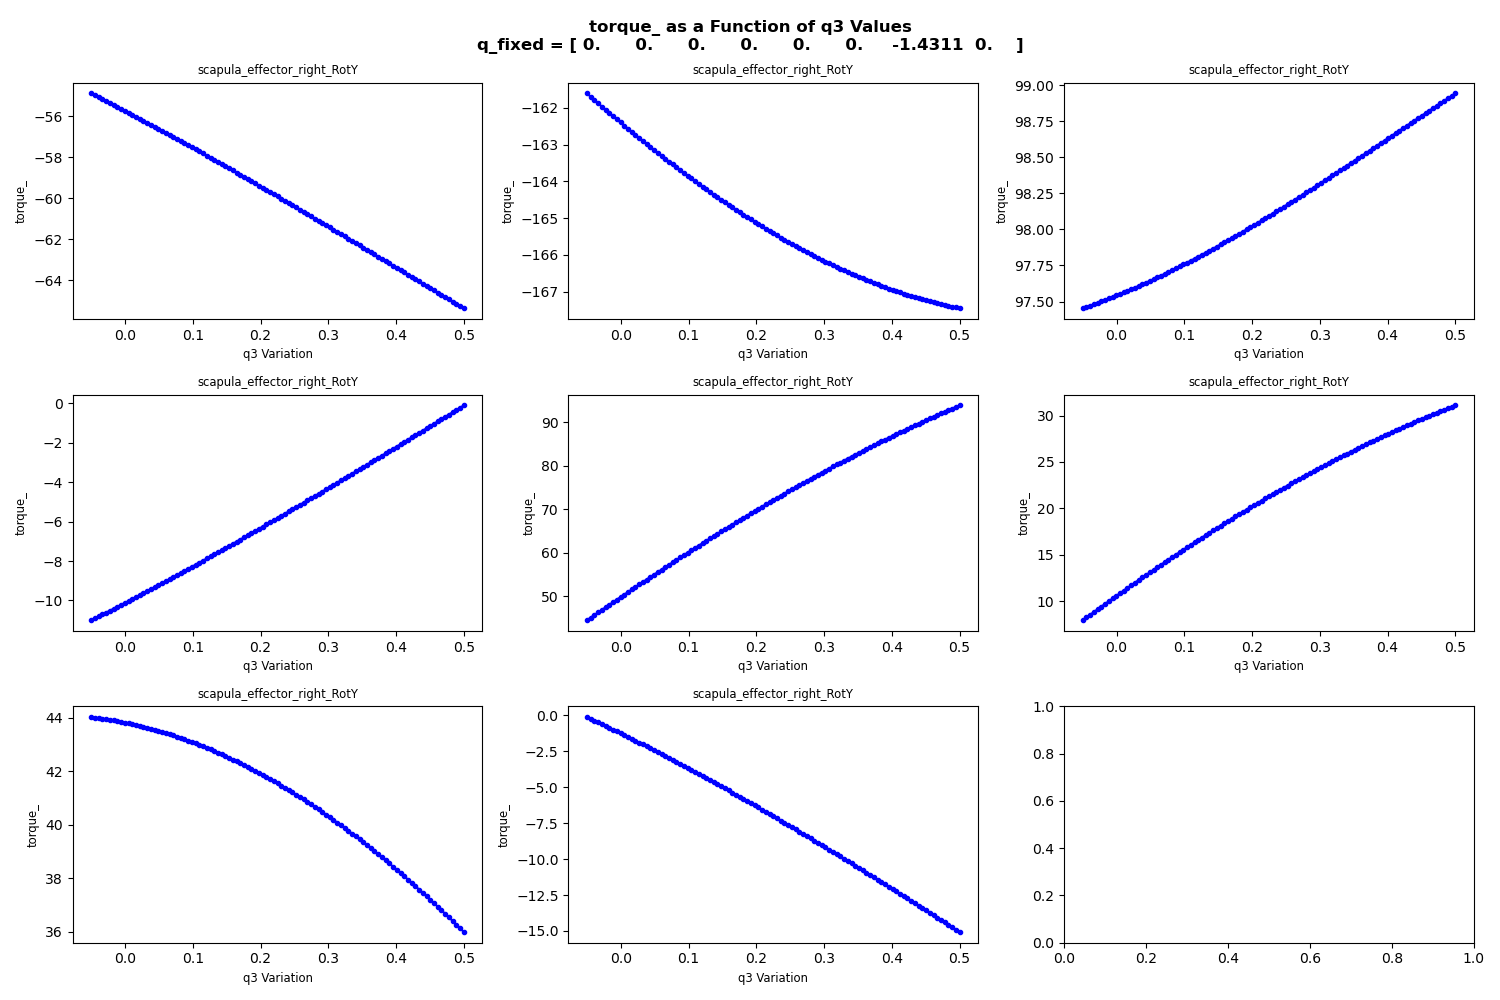 torque_ as a Function of q3 Values
q_fixed = [ 0. 0. 0. 0. 0. 0. -1.4311 0. ]
scapula_effector_right_RotY
scapula_effector_right_RotY
scapula_effector_right_RotY
torque_
−56
−58
−60
−62
−64
0.0 0.1 0.2 0.3 0.4 0.5
q3 Variation
torque_
−162
−163
−164
−165
−166
−167
0.0 0.1 0.2 0.3 0.4 0.5
q3 Variation
torque_
99.00
98.75
98.50
98.25
98.00
97.75
97.50
0.0 0.1 0.2 0.3 0.4 0.5
q3 Variation
scapula_effector_right_RotY
scapula_effector_right_RotY
scapula_effector_right_RotY
torque_
0
−2
−4
−6
−8
−10
0.0 0.1 0.2 0.3 0.4 0.5
q3 Variation
torque_
90
80
70
60
50
0.0 0.1 0.2 0.3 0.4 0.5
q3 Variation
torque_
30
25
20
15
10
0.0 0.1 0.2 0.3 0.4 0.5
q3 Variation
scapula_effector_right_RotY
scapula_effector_right_RotY
torque_
44
42
40
38
36
0.0 0.1 0.2 0.3 0.4 0.5
q3 Variation
torque_
0.0
−2.5
−5.0
−7.5
−10.0
−12.5
−15.0
0.0 0.1 0.2 0.3 0.4 0.5
q3 Variation
1.0
0.8
0.6
0.4
0.2
0.0
0.0 0.2 0.4 0.6 0.8 1.0